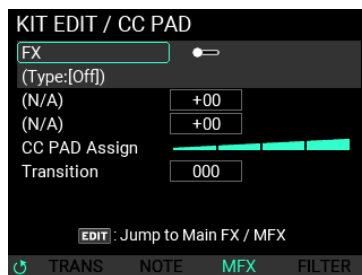 KIT EDIT / CC PAD
FX
(Type:[Off])
(N/A) +00
(N/A) +00
CC PAD Assign
Transition 000
EDIT : Jump to Main FX / MFX
TRANS NOTE MFX FILTER